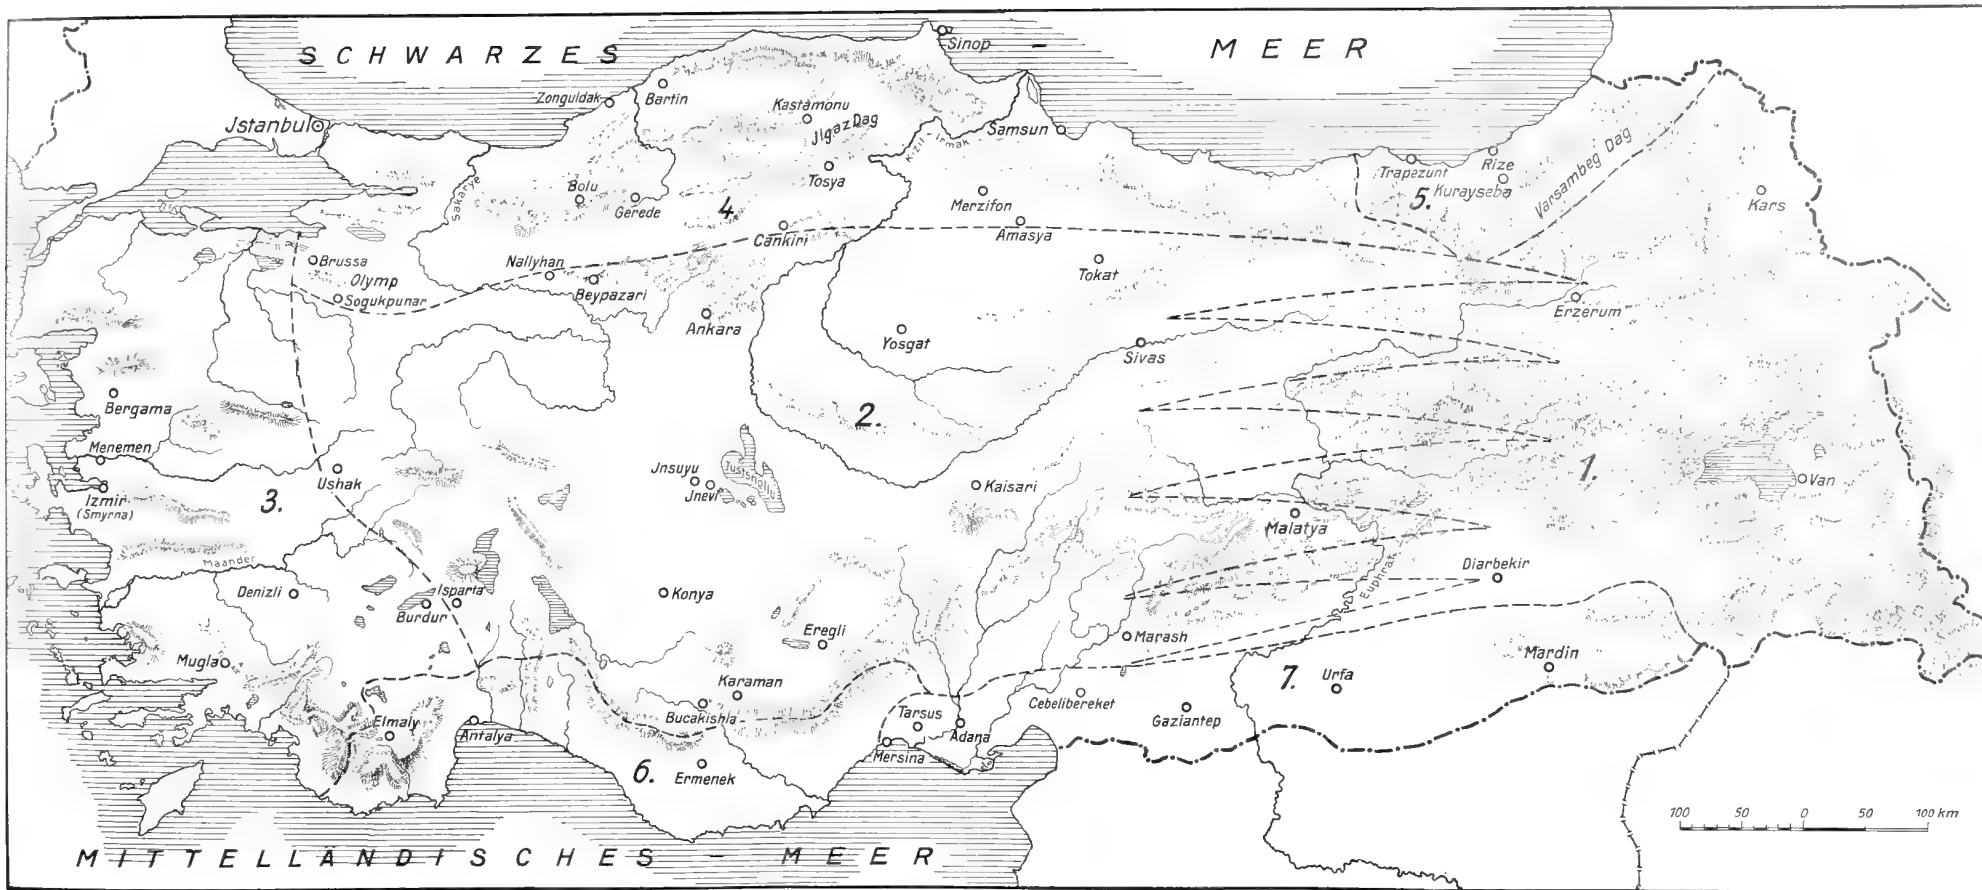 SCHWARZES - MEER
Sinop
Zonguldak
Bartin
Kastamonu
Jlgaz Dag
Jstanbul
Samsun
Kizil Irmak
Tosya
Sakarye
Bolu
Gerede
4.
Merzifon
Amasya
Cankiri
Trapezunt
Rize
Kurayseba
5.
Varsambeg Dag
Kars
Brussa
Olymp
Sogukpunar
Nallyhan
Beypazari
Ankara
Tokat
Yosgat
Sivas
Erzerum
Bergama
Menemen
Izmir
(Smyrna)
Ushak
3.
2.
1.
Jnsuyu
Jnevi
Kaisari
Malatya
Van
Maander
Denizli
Isparta
Burdur
Konya
Eregli
Euphrat
Diarbekir
Marash
Mugla
Elmaly
Antalya
Karaman
Bucakishla
6.
Ermenek
Tarsus
Mersina
Adana
Cebelibereket
Gaziantep
7.
Urfa
Mardin
100 50 0 50 100 km
MITTELLÄNDISCHES - MEER